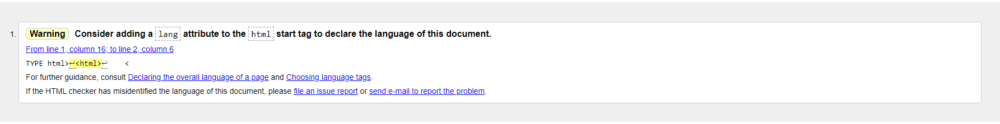 1. Warning Consider adding a lang attribute to the html start tag to declare the language of this document.
From line 1, column 16; to line 2, column 6
TYPE html>↩<html>↩ <
For further guidance, consult Declaring the overall language of a page and Choosing language tags.
If the HTML checker has misidentified the language of this document, please file an issue report or send e-mail to report the problem.